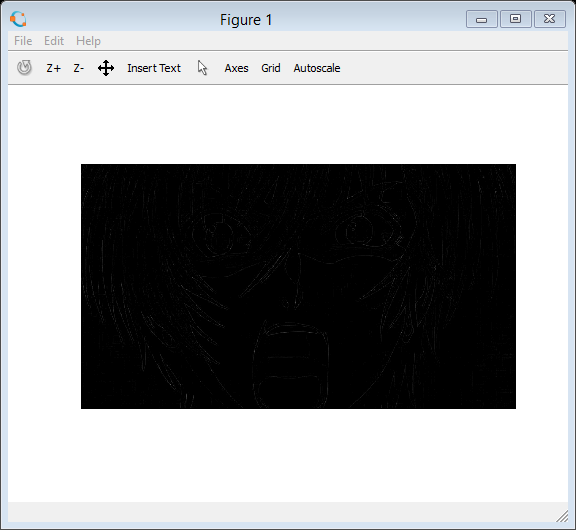 Figure 1
File Edit Help
Z+ Z- Insert Text Axes Grid Autoscale